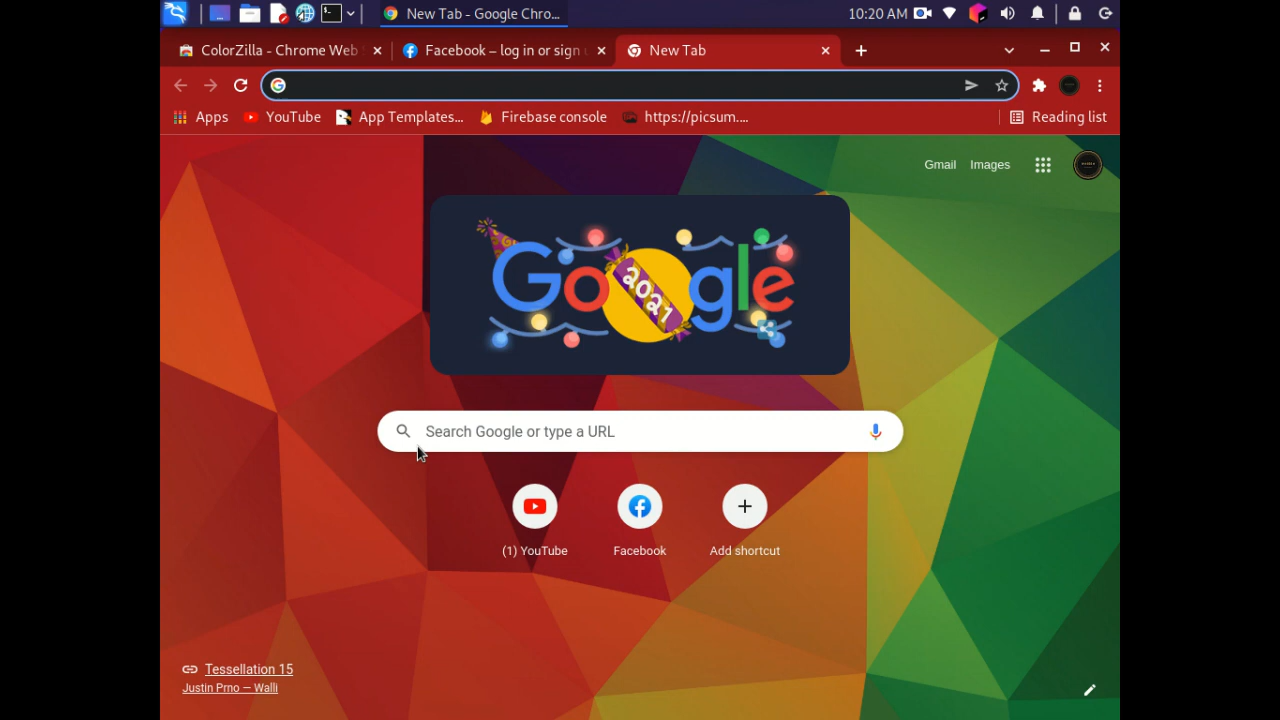 New Tab - Google Chro...
10:20 AM
ColorZilla - Chrome Web
Facebook – log in or sign
New Tab
Apps
YouTube
App Templates...
Firebase console
https://picsum....
Reading list
Gmail
Images
Google
2021
Search Google or type a URL
(1) YouTube
Facebook
Add shortcut
Tessellation 15
Justin Prno — Walli